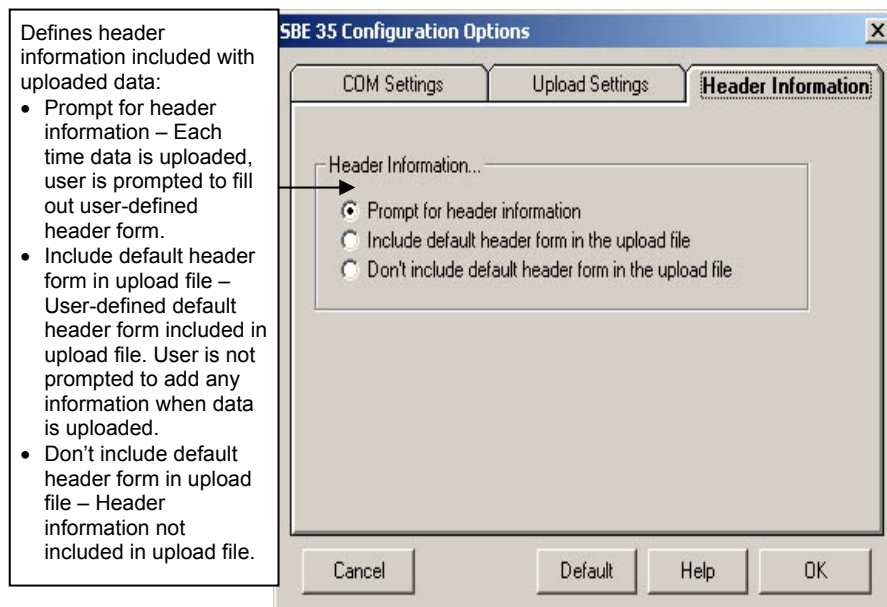 Defines header
information included with
uploaded data:
• Prompt for header
information – Each
time data is uploaded,
user is prompted to fill
out user-defined
header form.
• Include default header
form in upload file –
User-defined default
header form included in
upload file. User is not
prompted to add any
information when data
is uploaded.
• Don’t include default
header form in upload
file – Header
information not
included in upload file.
SBE 35 Configuration Options
COM Settings
Upload Settings
Header Information
Header Information...
Prompt for header information
Include default header form in the upload file
Don't include default header form in the upload file
Cancel
Default
Help
OK